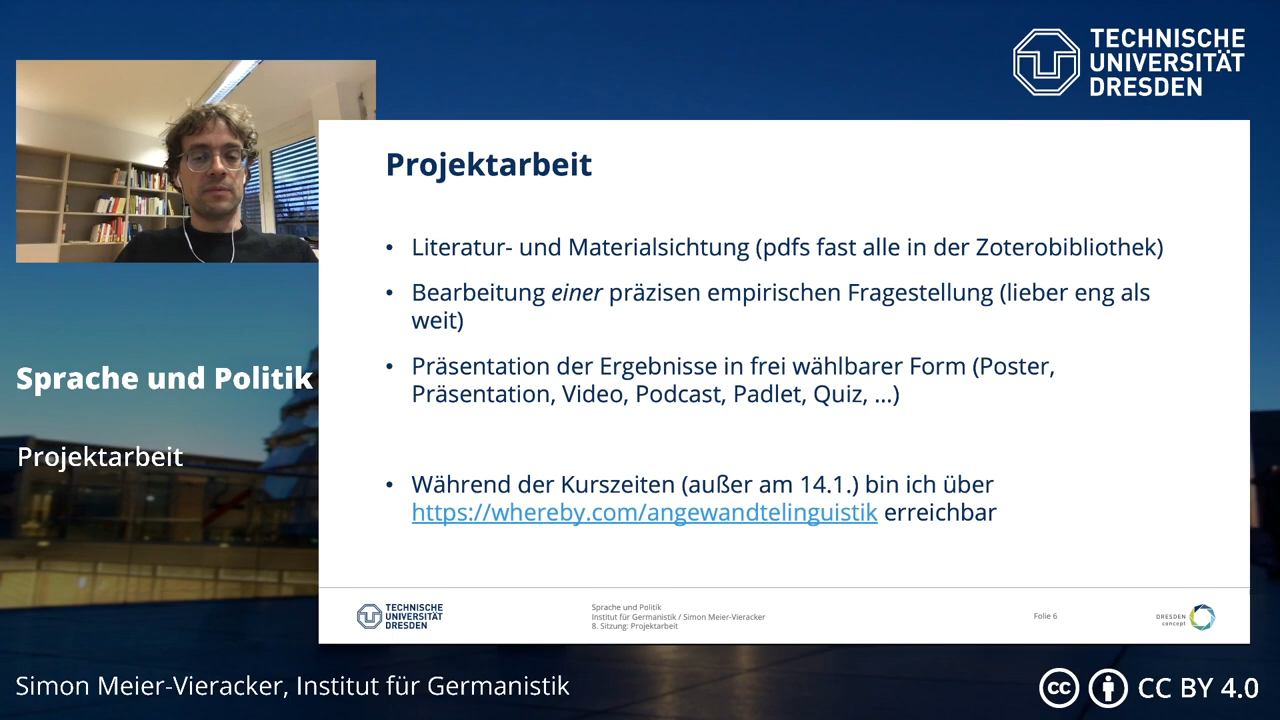 TECHNISCHE
UNIVERSITÄT
DRESDEN
Projektarbeit
• Literatur- und Materialsichtung (pdfs fast alle in der Zoterobibliothek)
• Bearbeitung einer präzisen empirischen Fragestellung (lieber eng als
weit)
• Präsentation der Ergebnisse in frei wählbarer Form (Poster,
Präsentation, Video, Podcast, Padlet, Quiz, ...)
• Während der Kurszeiten (außer am 14.1.) bin ich über
https://whereby.com/angewandtelinguistik erreichbar
Sprache und Politik
Projektarbeit
TECHNISCHE
UNIVERSITÄT
DRESDEN
Sprache und Politik
Institut für Germanistik / Simon Meier-Vieracker
8. Sitzung: Projektarbeit
Folie 6
DRESDEN
concept
Simon Meier-Vieracker, Institut für Germanistik
cc CC BY 4.0